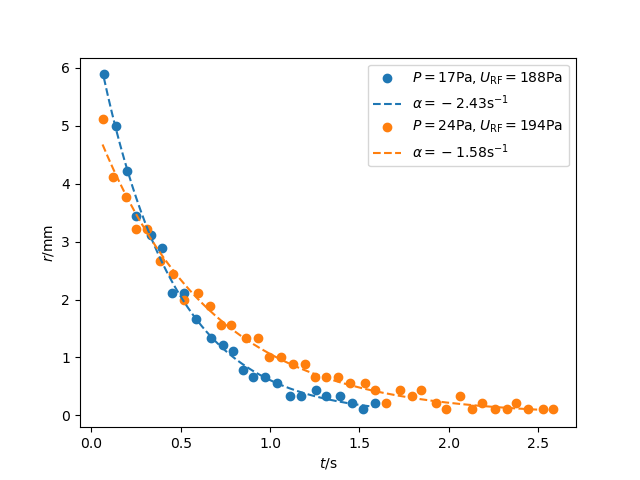 6
5
4
3
2
1
0
r/mm
P = 17Pa, U_RF = 188Pa
α = −2.43s⁻¹
P = 24Pa, U_RF = 194Pa
α = −1.58s⁻¹
0.0 0.5 1.0 1.5 2.0 2.5
t/s